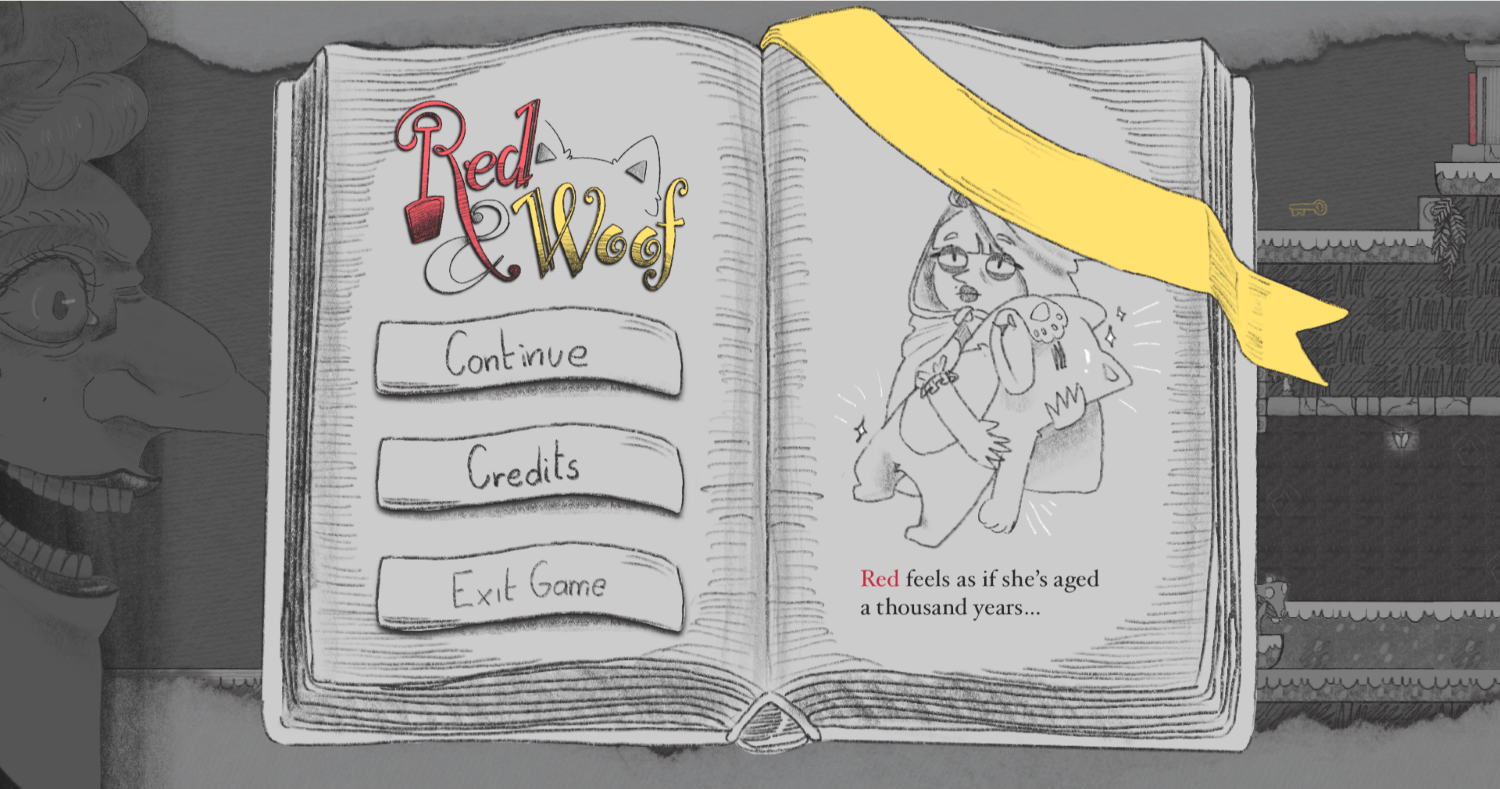 Red
& Woof
Continue
Credits
Exit Game
Red feels as if she's aged
a thousand years...